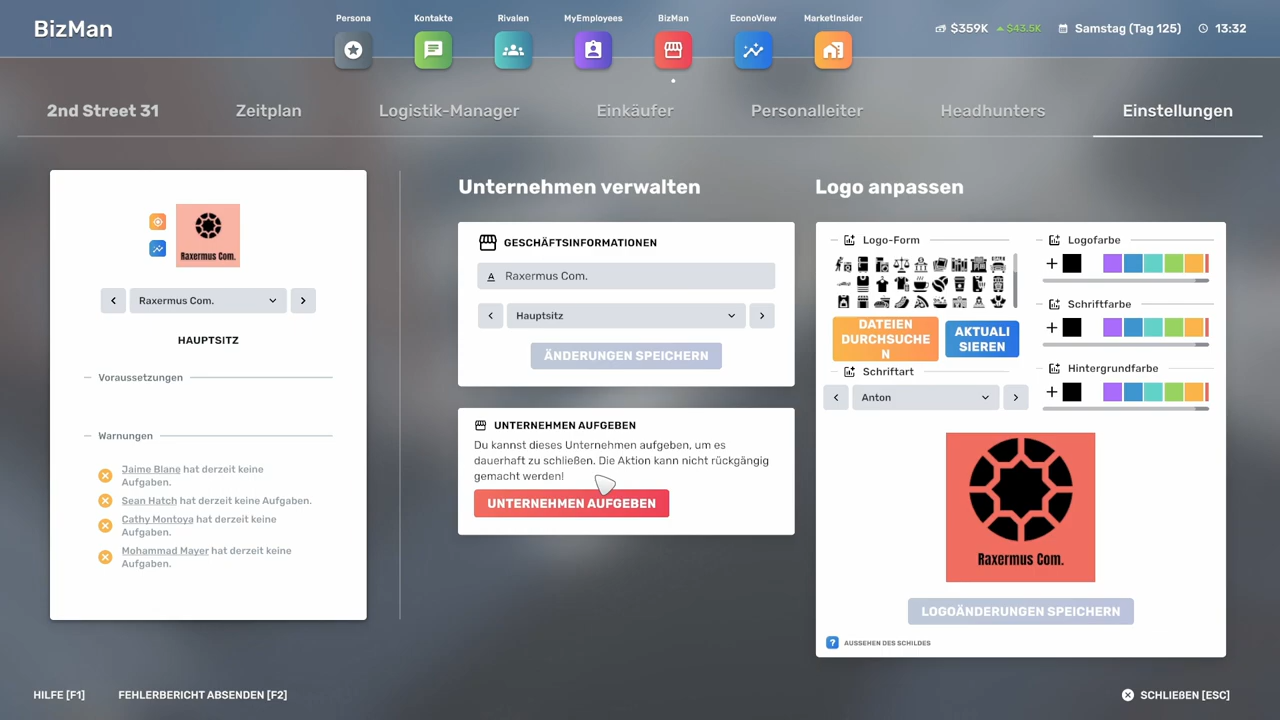 BizMan
Persona
Kontakte
Rivalen
MyEmployees
BizMan
EconoView
MarketInsider
$359K
$43.5K
Samstag (Tag 125)
13:32
2nd Street 31
Zeitplan
Logistik-Manager
Einkäufer
Personalleiter
Headhunters
Einstellungen
Raxermus Com.
Raxermus Com.
HAUPTSITZ
Voraussetzungen
Warnungen
Jaime Blane hat derzeit keine
Aufgaben.
Sean Hatch hat derzeit keine Aufgaben.
Cathy Montoya hat derzeit keine
Aufgaben.
Mohammad Mayer hat derzeit keine
Aufgaben.
Unternehmen verwalten
GESCHÄFTSINFORMATIONEN
Raxermus Com.
Hauptsitz
ÄNDERUNGEN SPEICHERN
UNTERNEHMEN AUFGEBEN
Du kannst dieses Unternehmen aufgeben, um es
dauerhaft zu schließen. Die Aktion kann nicht rückgängig
gemacht werden!
UNTERNEHMEN AUFGEBEN
Logo anpassen
Logo-Form
DATEIEN
DURCHSUCHE
N
AKTUALI
SIEREN
Schriftart
Anton
Logofarbe
Schriftfarbe
Hintergrundfarbe
Raxermus Com.
LOGOÄNDERUNGEN SPEICHERN
? AUSSEHEN DES SCHILDES
HILFE [F1]
FEHLERBERICHT ABSENDEN [F2]
SCHLIEßEN [ESC]